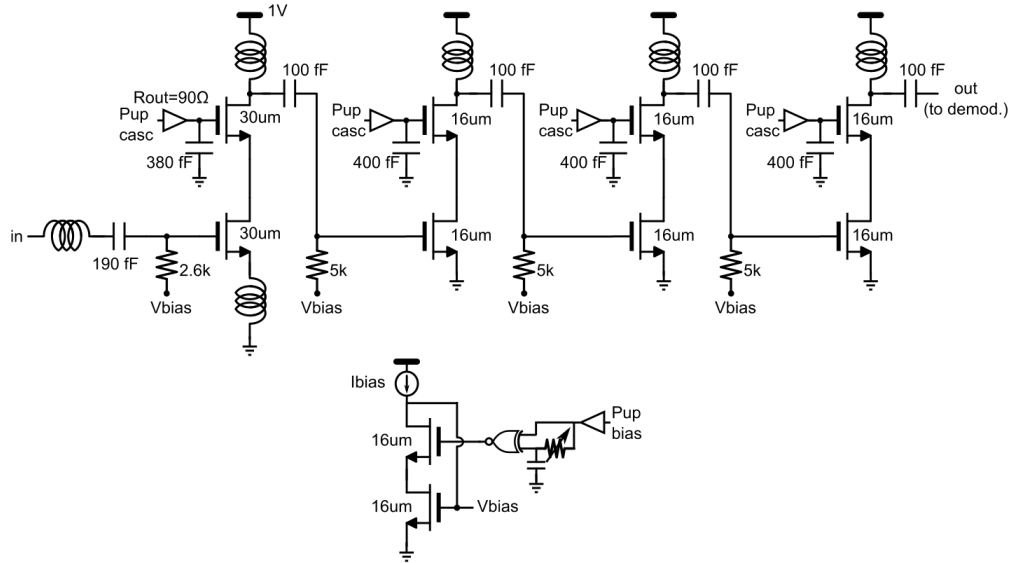 1V
100 fF
100 fF
100 fF
100 fF
Rout=90Ω
Pup
casc
30um
380 fF
Pup
casc
16um
400 fF
Pup
casc
16um
400 fF
Pup
casc
16um
400 fF
out
(to demod.)
in
190 fF
30um
2.6k
Vbias
16um
5k
Vbias
16um
5k
Vbias
16um
5k
Vbias
Ibias
16um
Pup
bias
16um
Vbias